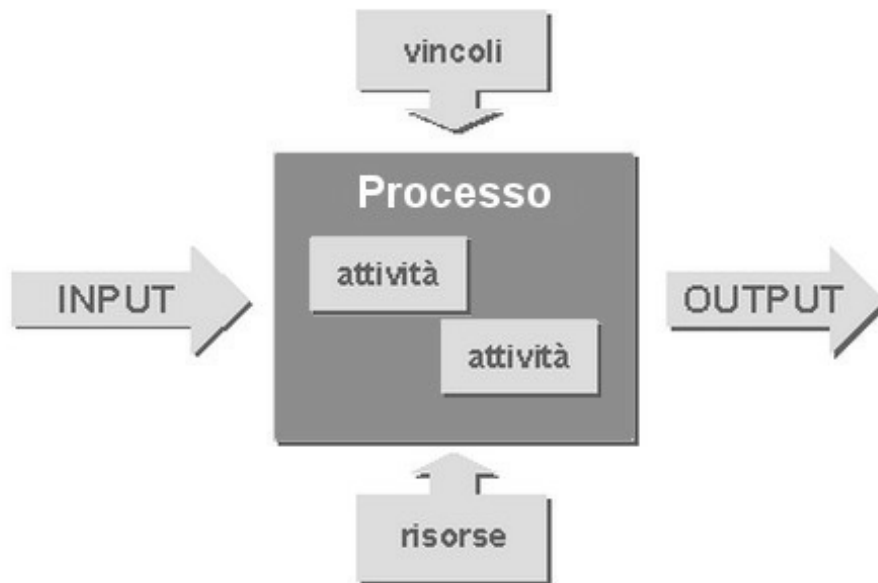 vincoli
Processo
attività
INPUT
OUTPUT
attività
risorse